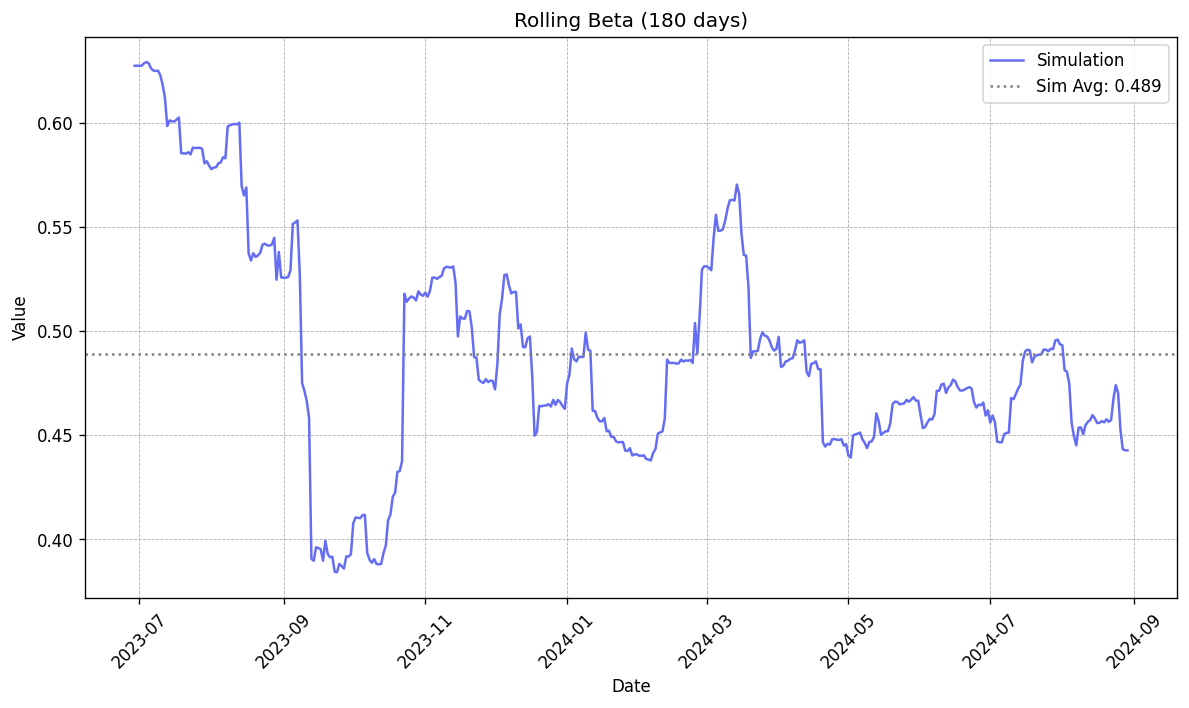 Rolling Beta (180 days)
Simulation
Sim Avg: 0.489
Value
0.60
0.55
0.50
0.45
0.40
2023-07
2023-09
2023-11
2024-01
2024-03
2024-05
2024-07
2024-09
Date